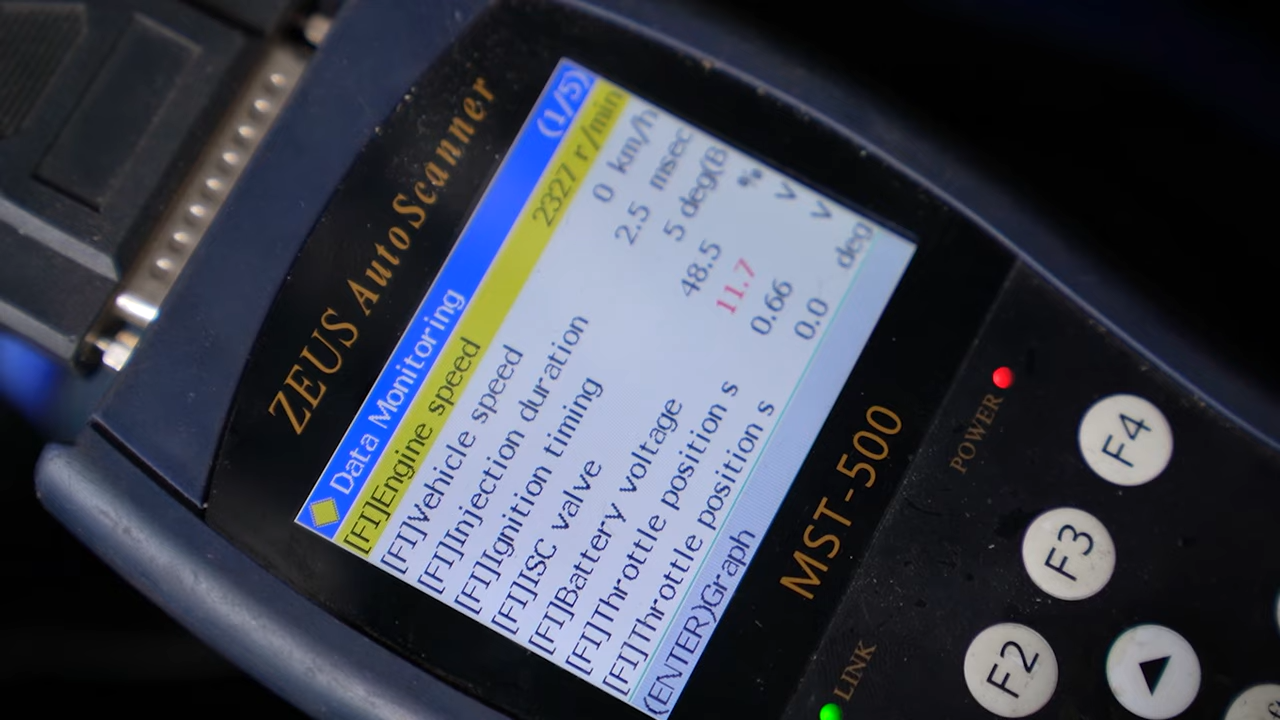 ZEUS AutoScanner
Data Monitoring (1/5)
[FI]Engine speed 2327 r/min
[FI]Vehicle speed 0 km/h
[FI]Injection duration 2.5 msec
[FI]Ignition timing 5 deg(B
[FI]ISC valve 48.5 %
[FI]Battery voltage 11.7 V
[FI]Throttle position s 0.66 V
[FI]Throttle position s 0.0 deg
(ENTER)Graph
MST-500
POWER
LINK
F2
F3
F4